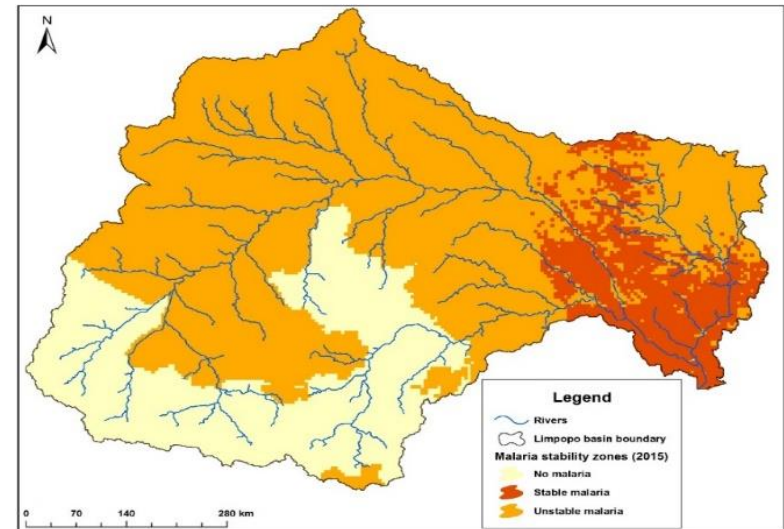 N
Legend
Rivers
Limpopo basin boundary
Malaria stability zones (2015)
No malaria
Stable malaria
Unstable malaria
0 70 140 280 km